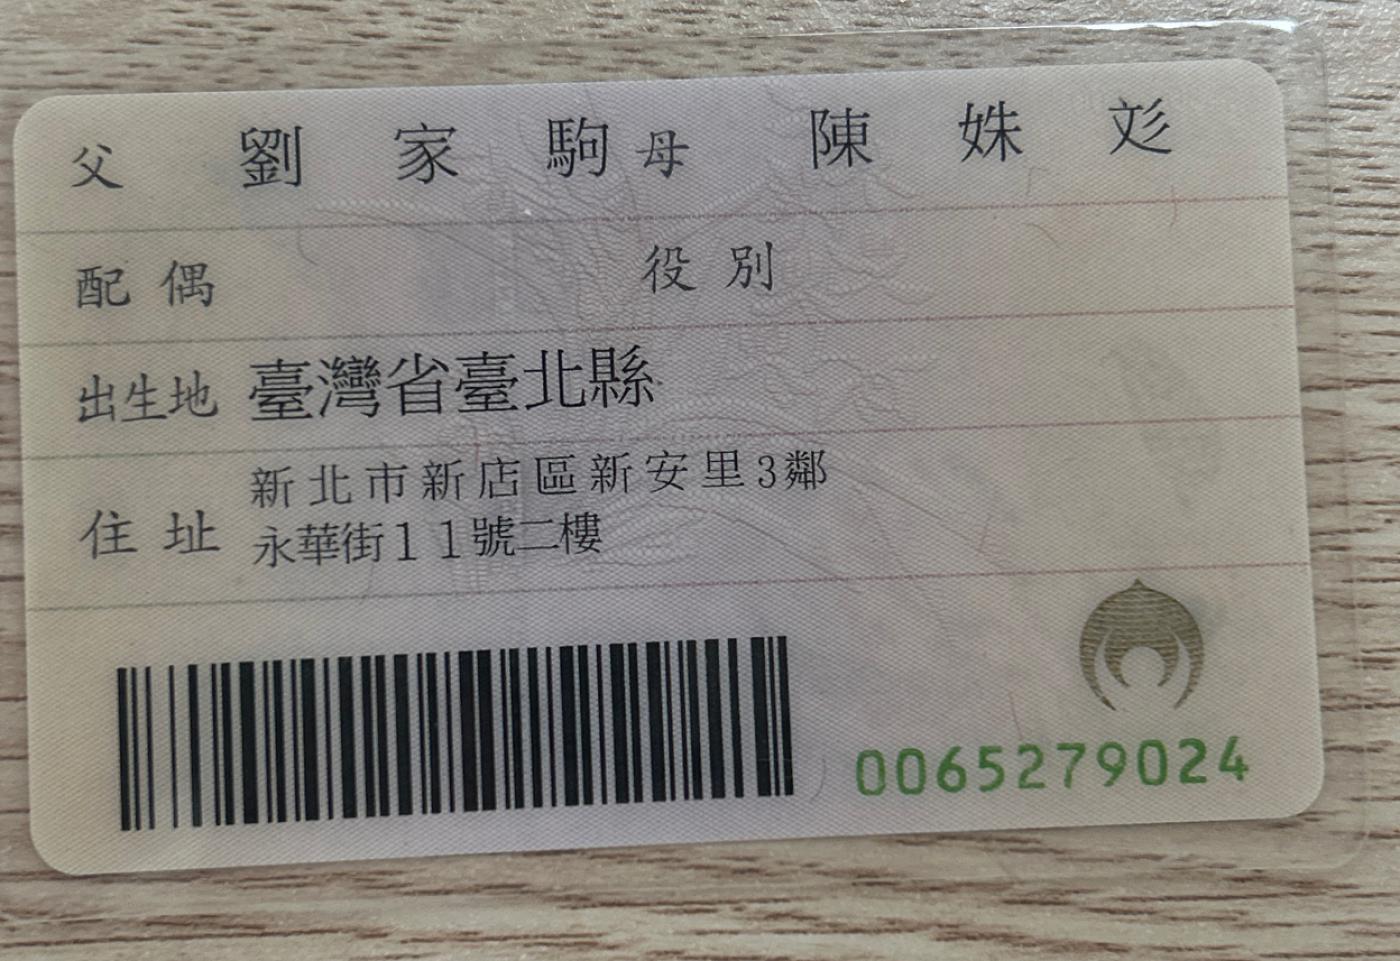 父 劉家駒 母 陳姝彣
配偶 役別
出生地 臺灣省臺北縣
住址 新北市新店區新安里3鄰
永華街11號二樓
0065279024